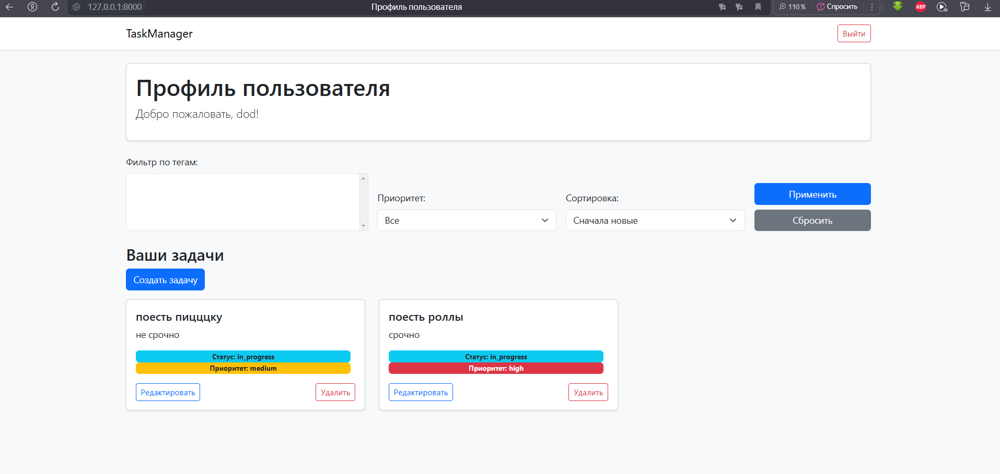 127.0.0.1:8000 Профиль пользователя 110% Спросить ABP
TaskManager Выйти
Профиль пользователя
Добро пожаловать, dod!
Фильтр по тегам:
Приоритет: Сортировка: Применить
Все Сначала новые Сбросить
Ваши задачи
Создать задачу
поесть пицццку
не срочно
Статус: in_progress
Приоритет: medium
Редактировать Удалить
поесть роллы
срочно
Статус: in_progress
Приоритет: high
Редактировать Удалить